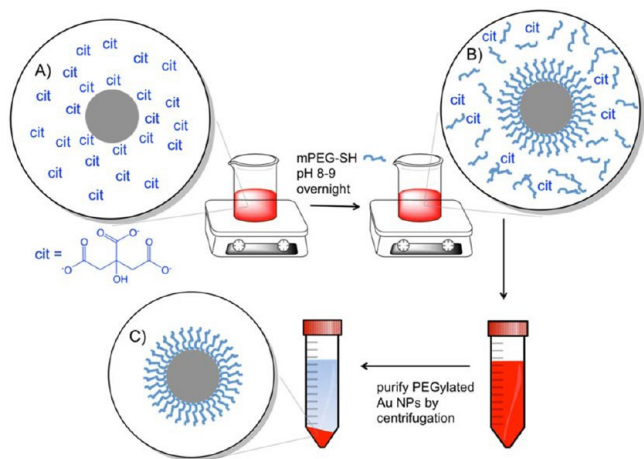 cit
cit cit
A) cit
cit cit cit
cit cit
cit cit
cit cit cit
cit cit
cit cit cit cit
cit cit
cit cit cit
cit cit cit
cit =
O O⁻
O O
⁻O O⁻
OH
mPEG-SH
pH 8-9
overnight
B)
cit
cit
cit
cit
cit
cit
purify PEGylated
Au NPs by
centrifugation
C)